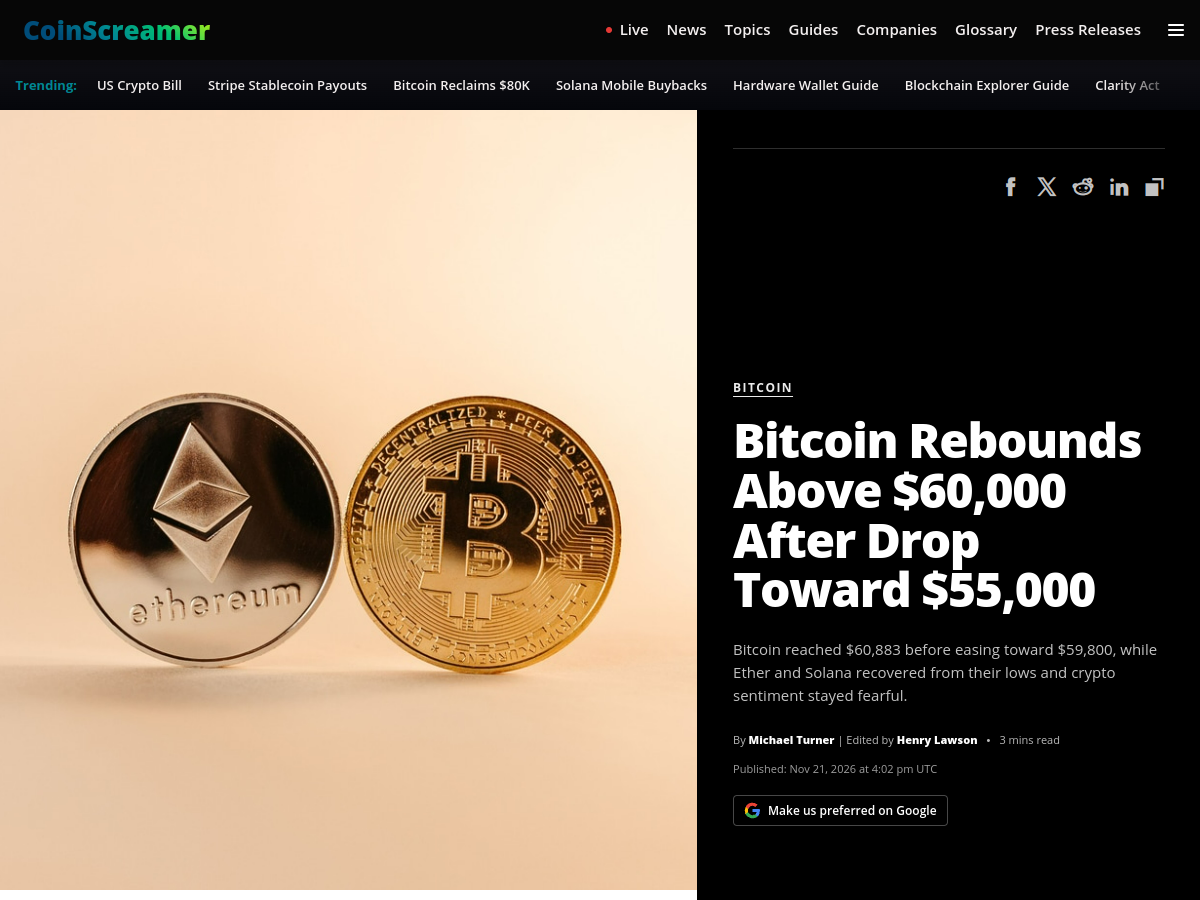 CoinScreamer
Live News Topics Guides Companies Glossary Press Releases
Trending: US Crypto Bill Stripe Stablecoin Payouts Bitcoin Reclaims $80K Solana Mobile Buybacks Hardware Wallet Guide Blockchain Explorer Guide Clarity Act
ethereum
DIGITAL * DECENTRALIZED * PEER TO PEER *
BITCOIN
Bitcoin Rebounds
Above $60,000
After Drop
Toward $55,000
Bitcoin reached $60,883 before easing toward $59,800, while
Ether and Solana recovered from their lows and crypto
sentiment stayed fearful.
By Michael Turner | Edited by Henry Lawson • 3 mins read
Published: Nov 21, 2026 at 4:02 pm UTC
Make us preferred on Google